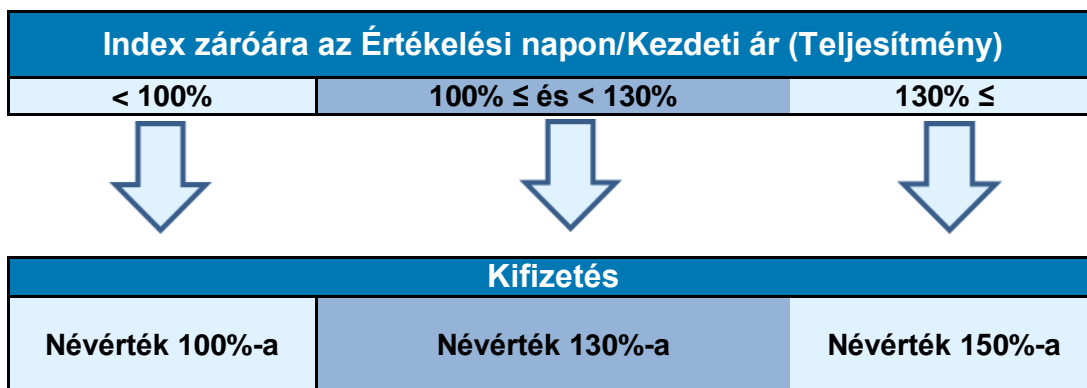 Index záróára az Értékelési napon/Kezdeti ár (Teljesítmény)
< 100% 100% ≤ és < 130% 130% ≤
Kifizetés
Névérték 100%-a Névérték 130%-a Névérték 150%-a